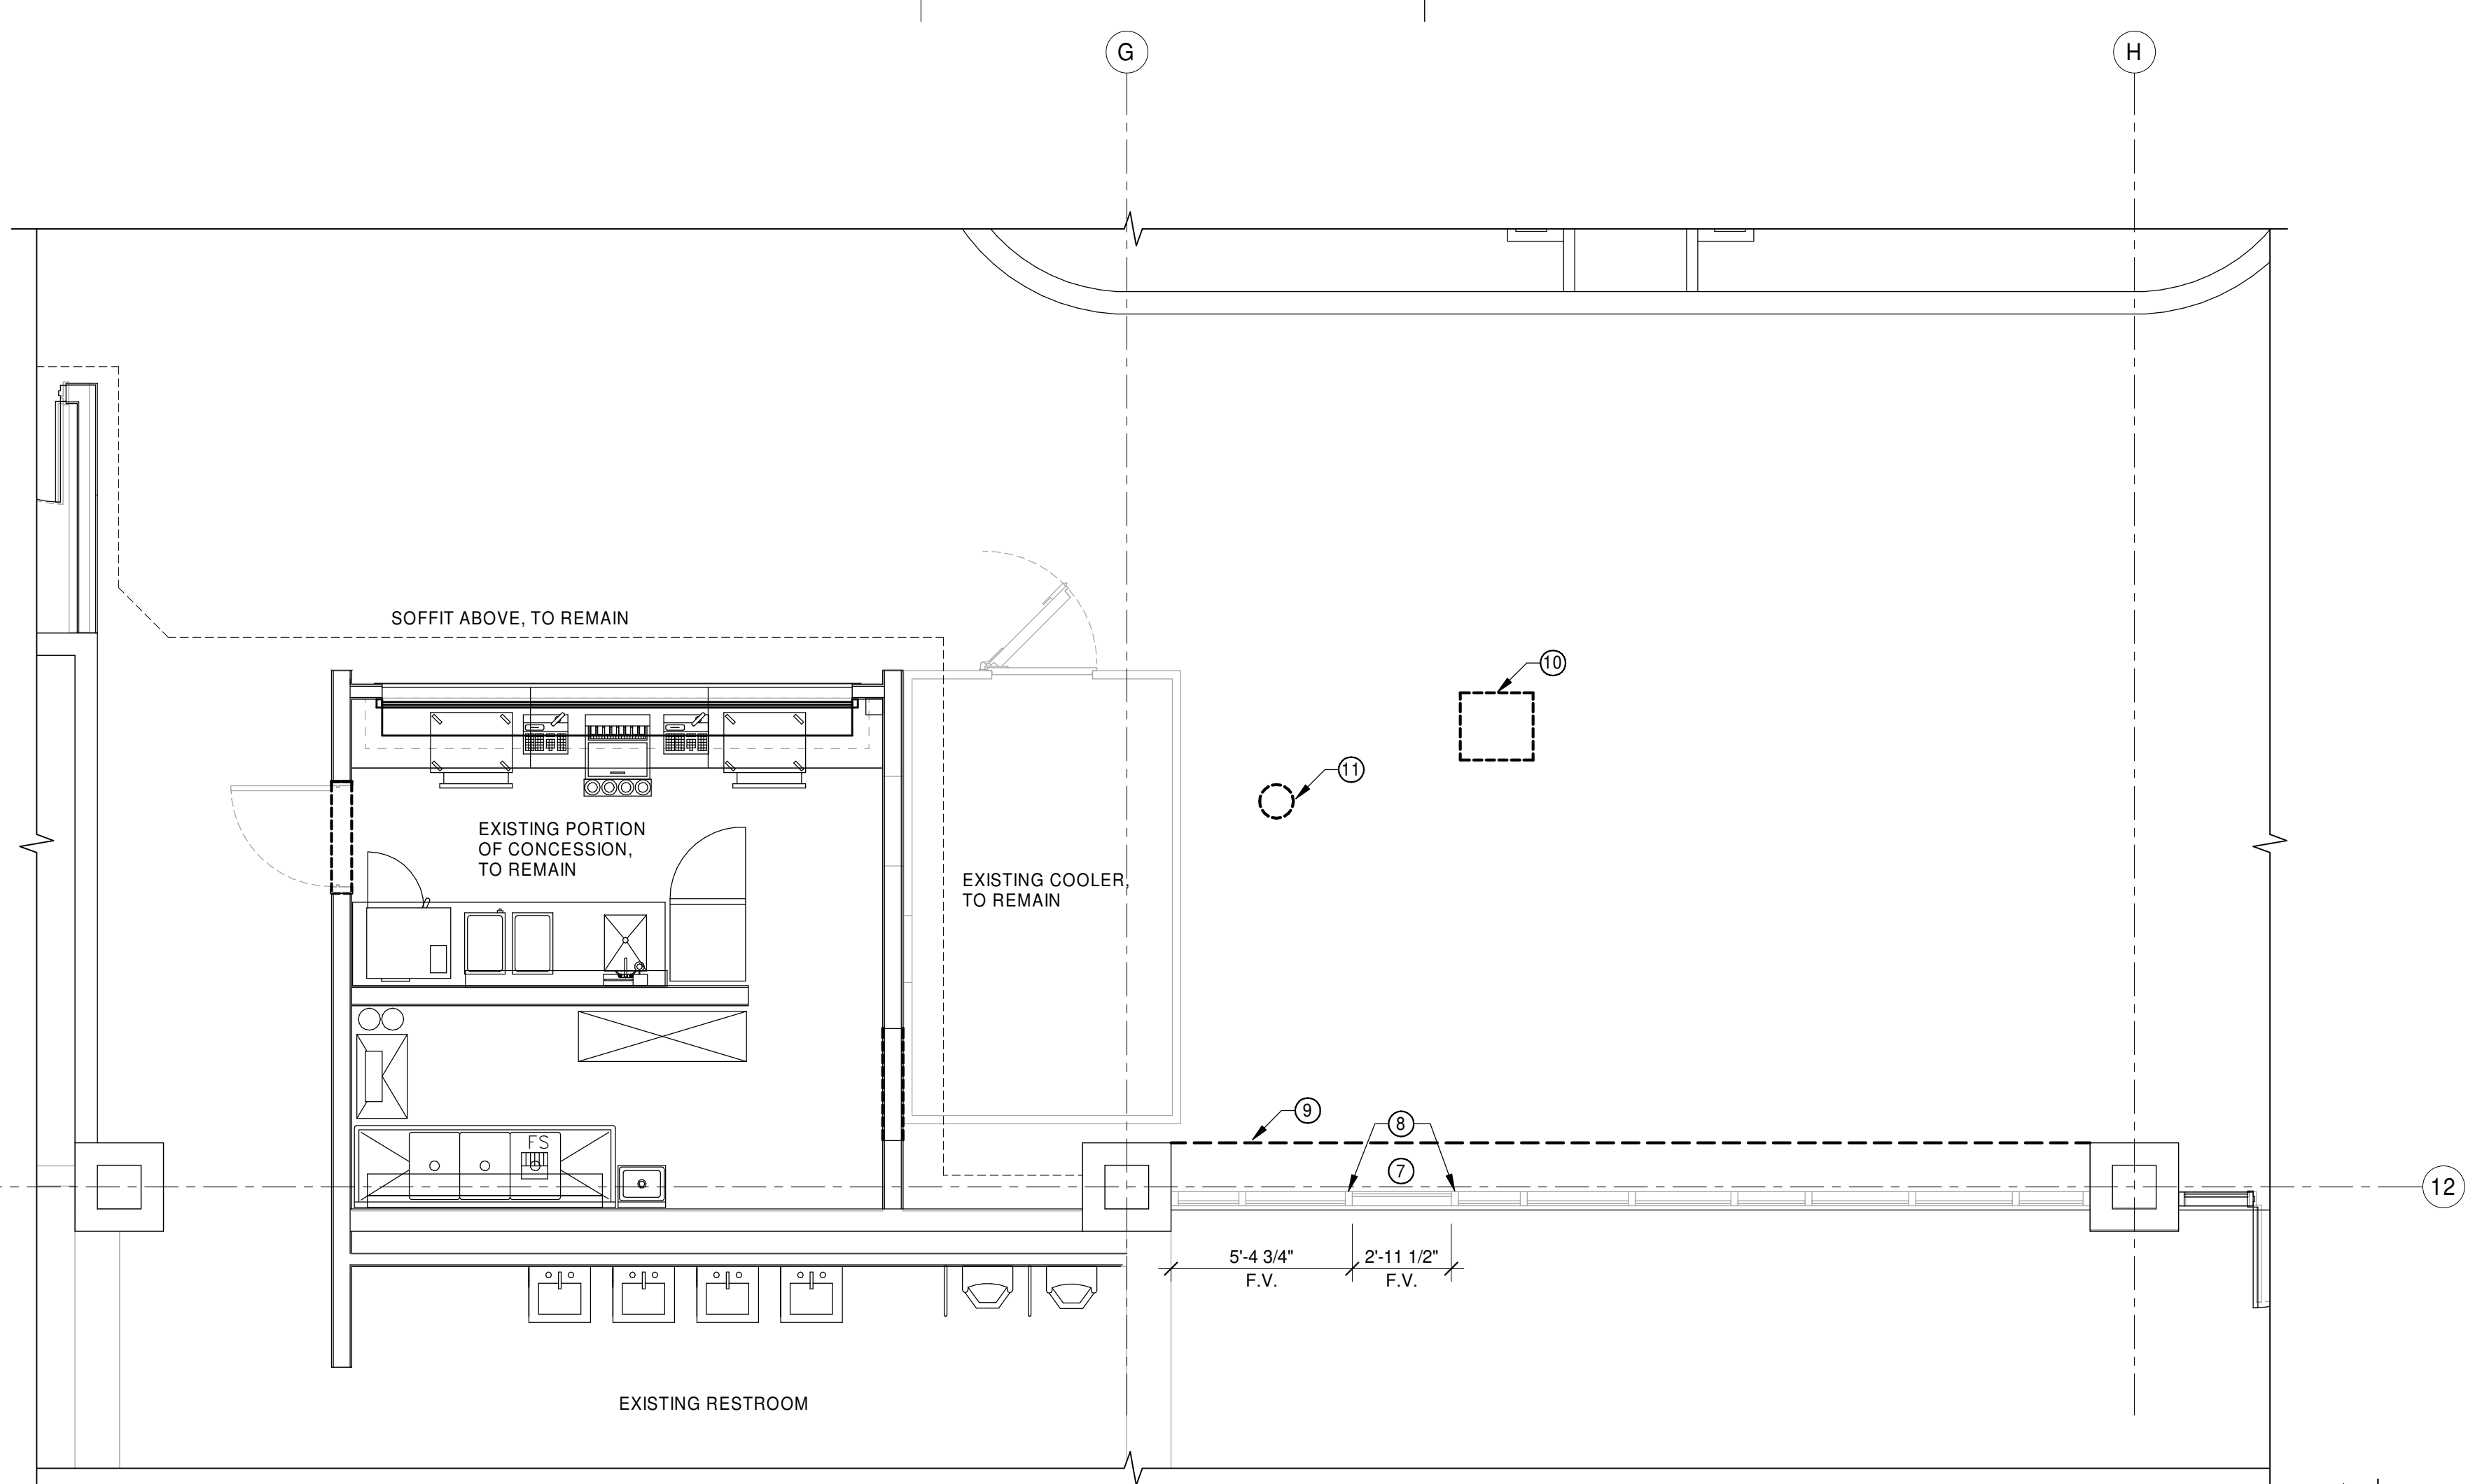 G
H
SOFFIT ABOVE, TO REMAIN
10
11
EXISTING PORTION
OF CONCESSION,
TO REMAIN
EXISTING COOLER,
TO REMAIN
9
8
FS
7
12
5'-4 3/4"
F.V.
2'-11 1/2"
F.V.
EXISTING RESTROOM